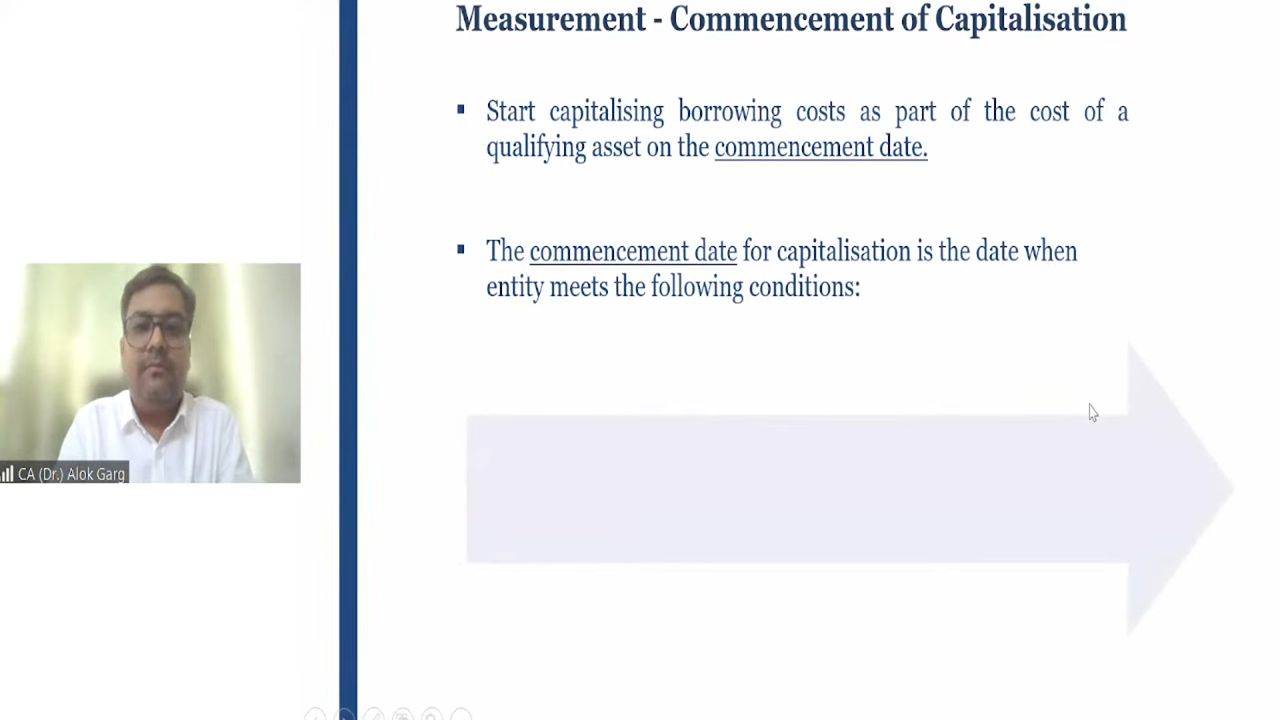 Measurement - Commencement of Capitalisation
▪ Start capitalising borrowing costs as part of the cost of a
qualifying asset on the commencement date.
▪ The commencement date for capitalisation is the date when
entity meets the following conditions:
CA (Dr.) Alok Garg